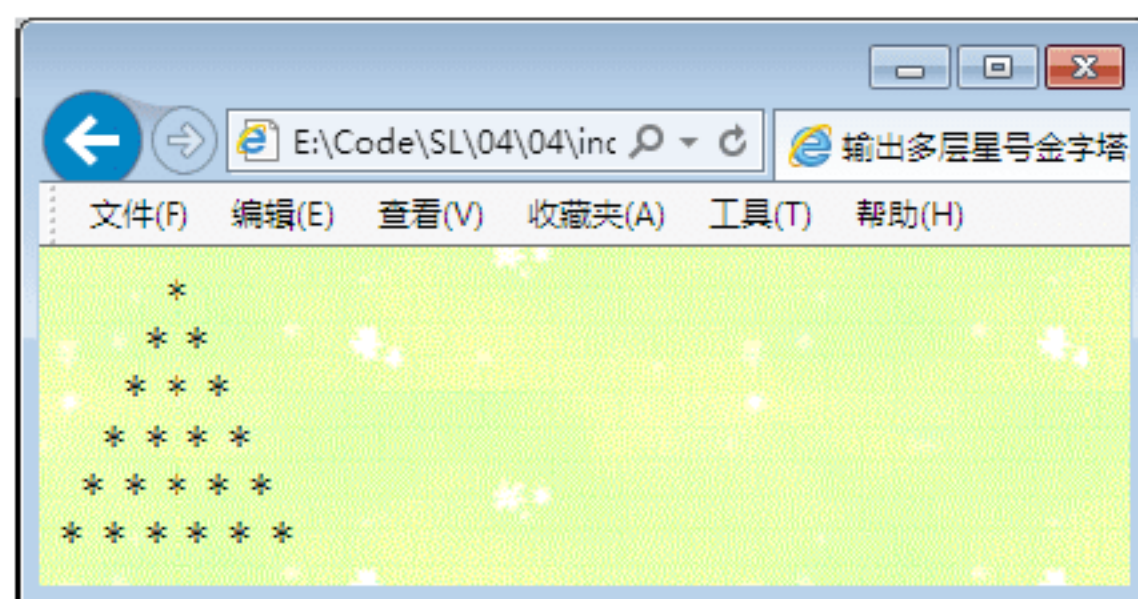 E:\Code\SL\04\04\inc
输出多层星号金字塔
文件(F) 编辑(E) 查看(V) 收藏夹(A) 工具(T) 帮助(H)
*
* *
* * *
* * * *
* * * * *
* * * * * *